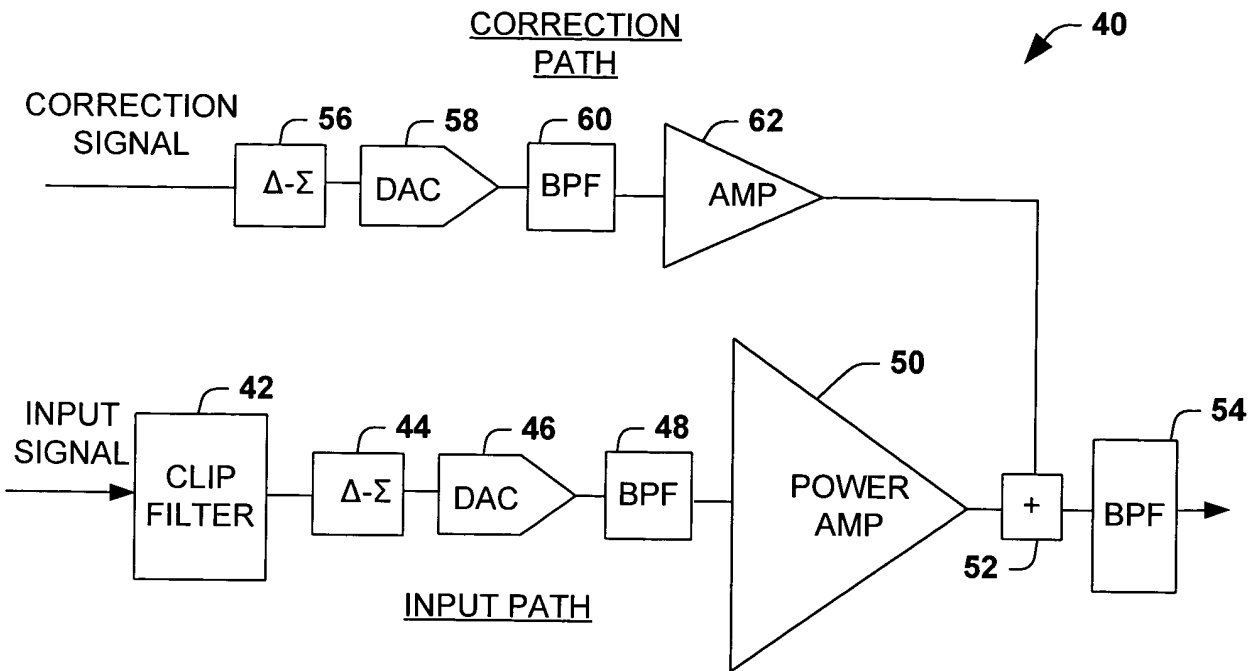 CORRECTION
PATH
40
CORRECTION
SIGNAL
56
58
60
62
Δ-Σ
DAC
BPF
AMP
INPUT
SIGNAL
42
44
46
48
50
54
CLIP
FILTER
Δ-Σ
DAC
BPF
POWER
AMP
+
BPF
52
INPUT PATH